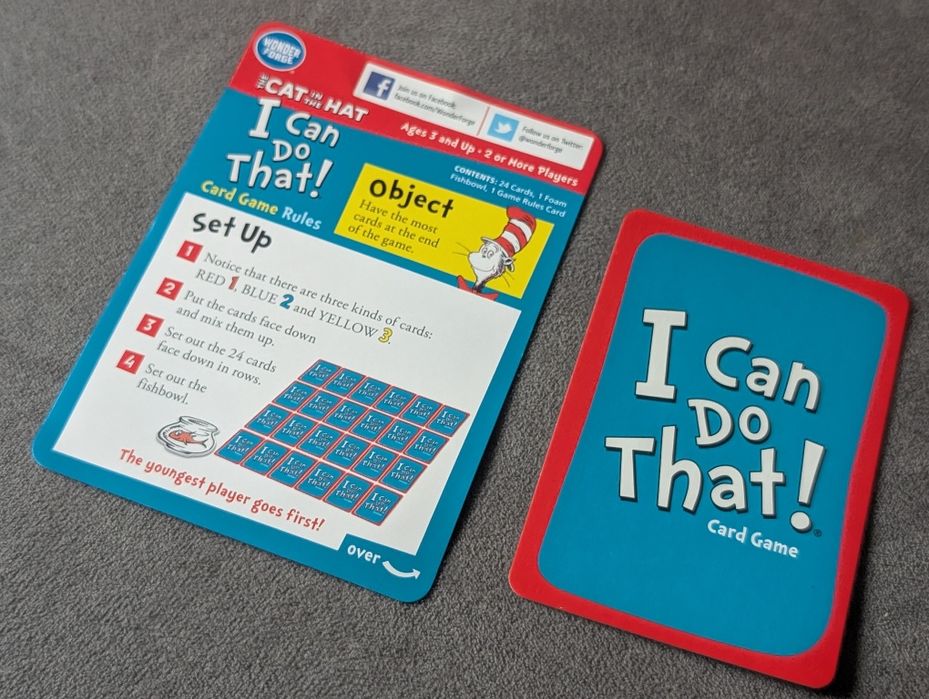 WONDER
FORGE
THE CAT IN THE HAT
I Can
Do
That!
Card Game Rules
Join us on Facebook:
facebook.com/WonderForge
Follow us on Twitter:
@wonderforge
Ages 3 and Up • 2 or More Players
CONTENTS: 24 Cards, 1 Foam
Fishbowl, 1 Game Rules Card
Object
Have the most
cards at the end
of the game.
Set Up
1 Notice that there are three kinds of cards:
RED 1, BLUE 2 and YELLOW 3.
2 Put the cards face down
and mix them up.
3 Set out the 24 cards
face down in rows.
4 Set out the
fishbowl.
The youngest player goes first!
over
I Can
Do
That!®
Card Game